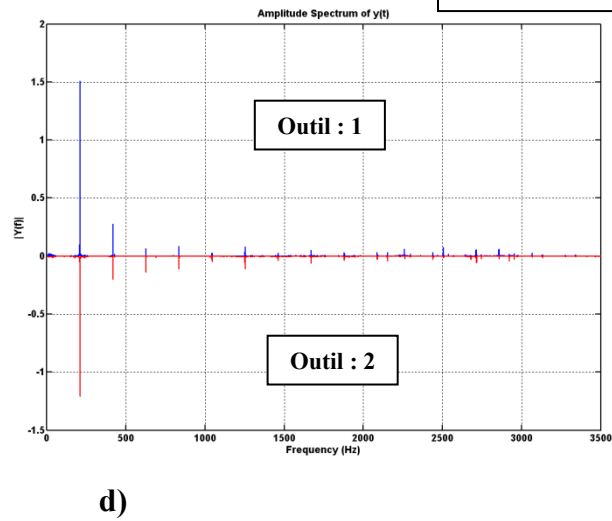 Amplitude Spectrum of y(t)
2
1.5
1
0.5
0
-0.5
-1
-1.5
|Y(f)|
Outil : 1
Outil : 2
0 500 1000 1500 2000 2500 3000 3500
Frequency (Hz)
d)